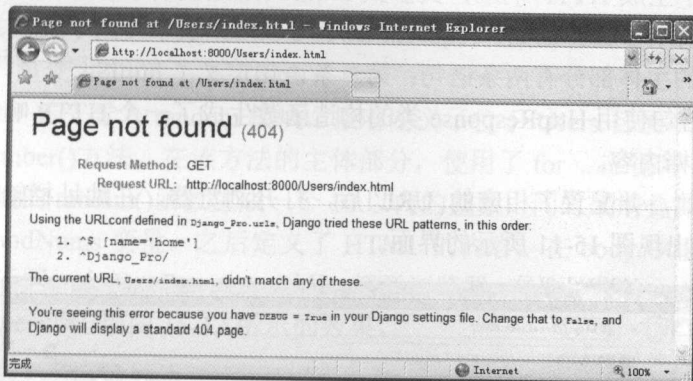 Page not found at /Users/index.html - Windows Internet Explorer
http://localhost:8000/Users/index.html
Page not found at /Users/index.html
Page not found (404)
Request Method: GET
Request URL: http://localhost:8000/Users/index.html
Using the URLconf defined in Django_Pro.urls, Django tried these URL patterns, in this order:
1. ^$ [name='home']
2. ^Django_Pro/
The current URL, Users/index.html, didn't match any of these.
You're seeing this error because you have DEBUG = True in your Django settings file. Change that to False, and
Django will display a standard 404 page.
完成
Internet
100%